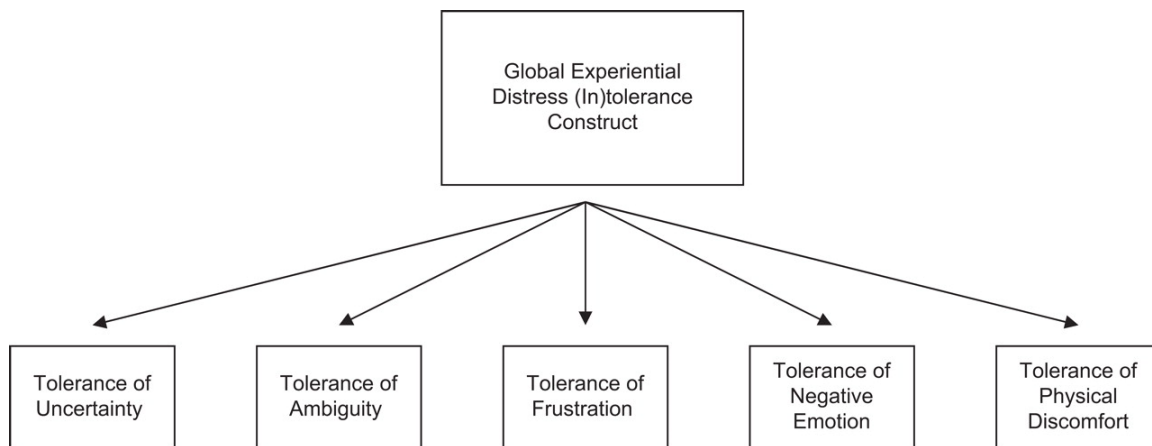 Global Experiential
Distress (In)tolerance
Construct
Tolerance of
Uncertainty
Tolerance of
Ambiguity
Tolerance of
Frustration
Tolerance of
Negative
Emotion
Tolerance of
Physical
Discomfort